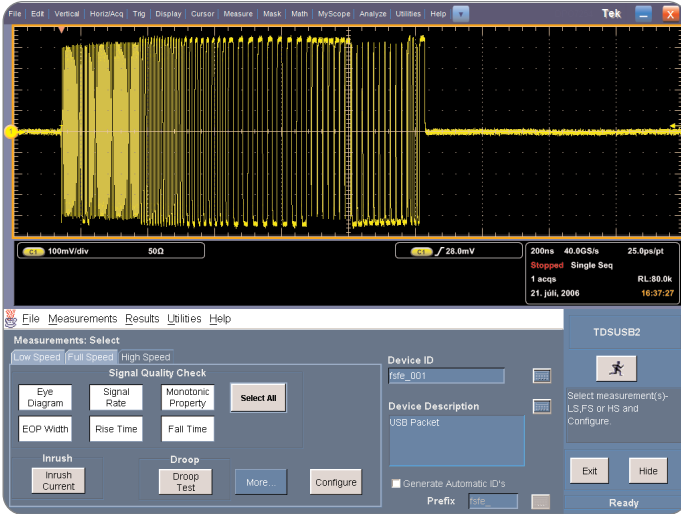 File Edit Vertical Horiz/Acq Trig Display Cursor Measure Mask Math MyScope Analyze Utilities Help Tek
1
C1 100mV/div 50Ω C1 28.0mV 200ns 40.0GS/s 25.0ps/pt
Stopped Single Seq
1 acqs RL:80.0k
21. júlí, 2006 16:37:27
File Measurements Results Utilities Help
Measurements: Select
Low Speed Full Speed High Speed
Signal Quality Check
Eye Diagram
Signal Rate
Monotonic Property
Select All
EOP Width Rise Time Fall Time
Inrush
Inrush Current
Droop
Droop Test
More... Configure
Device ID
fsfe_001
Device Description
USB Packet
Generate Automatic ID's
Prefix fsfe_
...
TDSUSB2
Select measurement(s)-
LS,FS or HS and
Configure.
Exit Hide
Ready